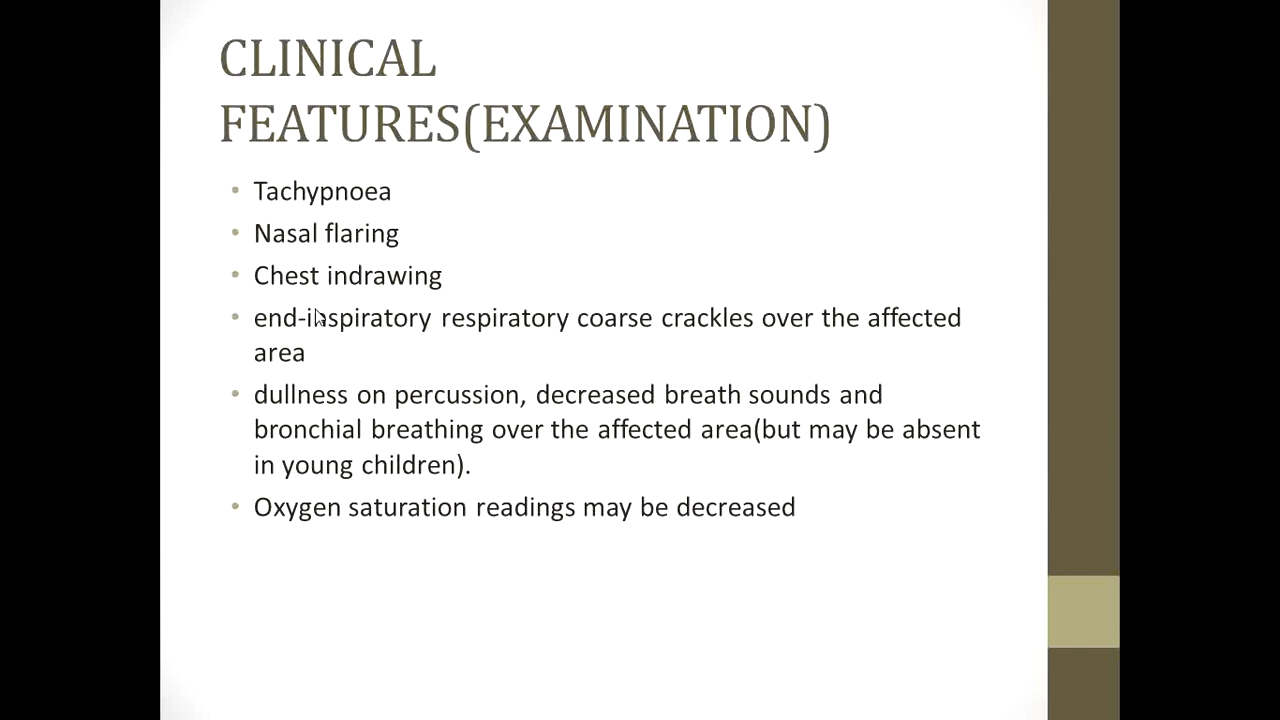 CLINICAL
FEATURES(EXAMINATION)
• Tachypnoea
• Nasal flaring
• Chest indrawing
• end-inspiratory respiratory coarse crackles over the affected
area
• dullness on percussion, decreased breath sounds and
bronchial breathing over the affected area(but may be absent
in young children).
• Oxygen saturation readings may be decreased